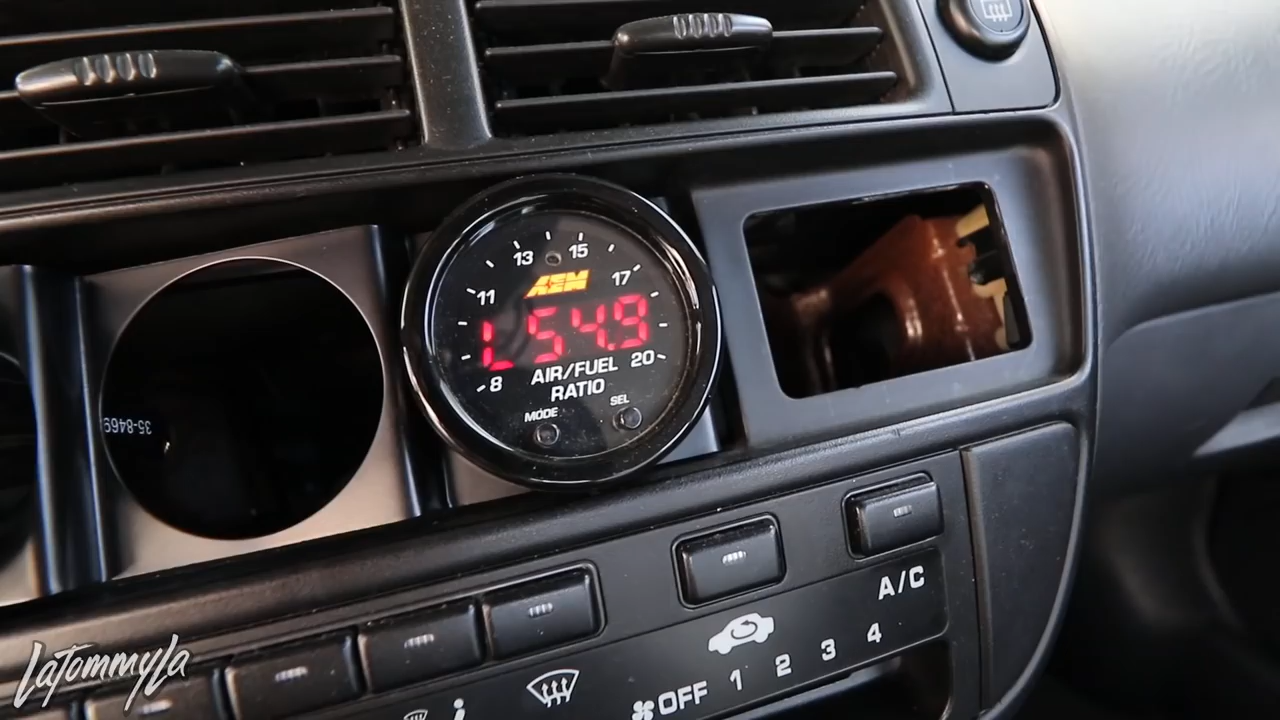 13 15
11 17
AEM
L54.9
8 AIR/FUEL 20
RATIO
MODE SEL
35-8469
A/C
OFF 1 2 3 4
LaTommyLa